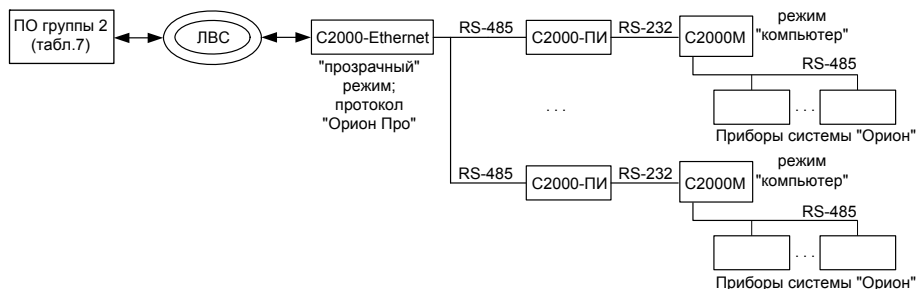 ПО группы 2
(табл.7)
ЛВС
С2000-Ethernet
"прозрачный"
режим;
протокол
"Орион Про"
RS-485
С2000-ПИ
RS-232
С2000М
режим
"компьютер"
RS-485
. . .
Приборы системы "Орион"
. . .
RS-485
С2000-ПИ
RS-232
С2000М
режим
"компьютер"
RS-485
. . .
Приборы системы "Орион"